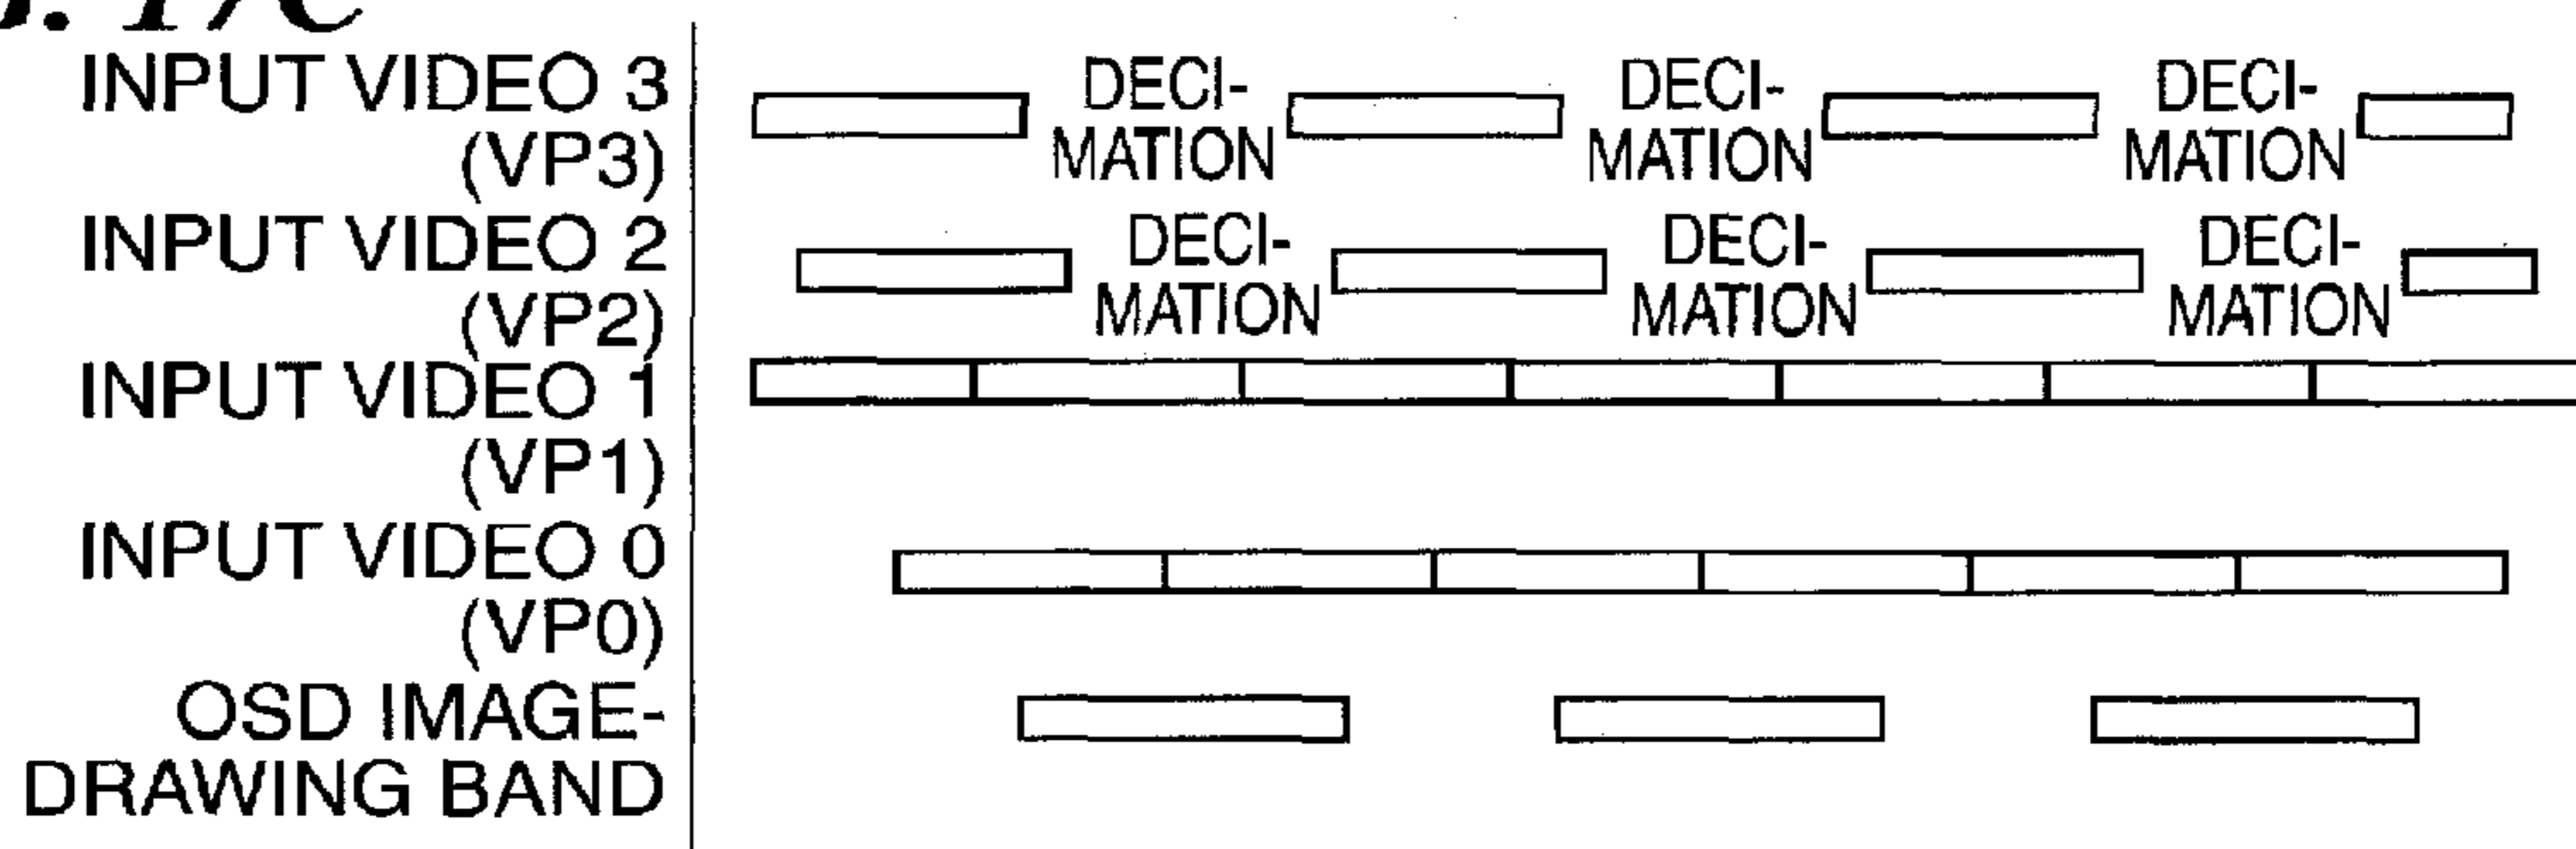 17C
INPUT VIDEO 3
(VP3)
DECI-
MATION
DECI-
MATION
DECI-
MATION
INPUT VIDEO 2
(VP2)
DECI-
MATION
DECI-
MATION
DECI-
MATION
INPUT VIDEO 1
(VP1)
INPUT VIDEO 0
(VP0)
OSD IMAGE-
DRAWING BAND